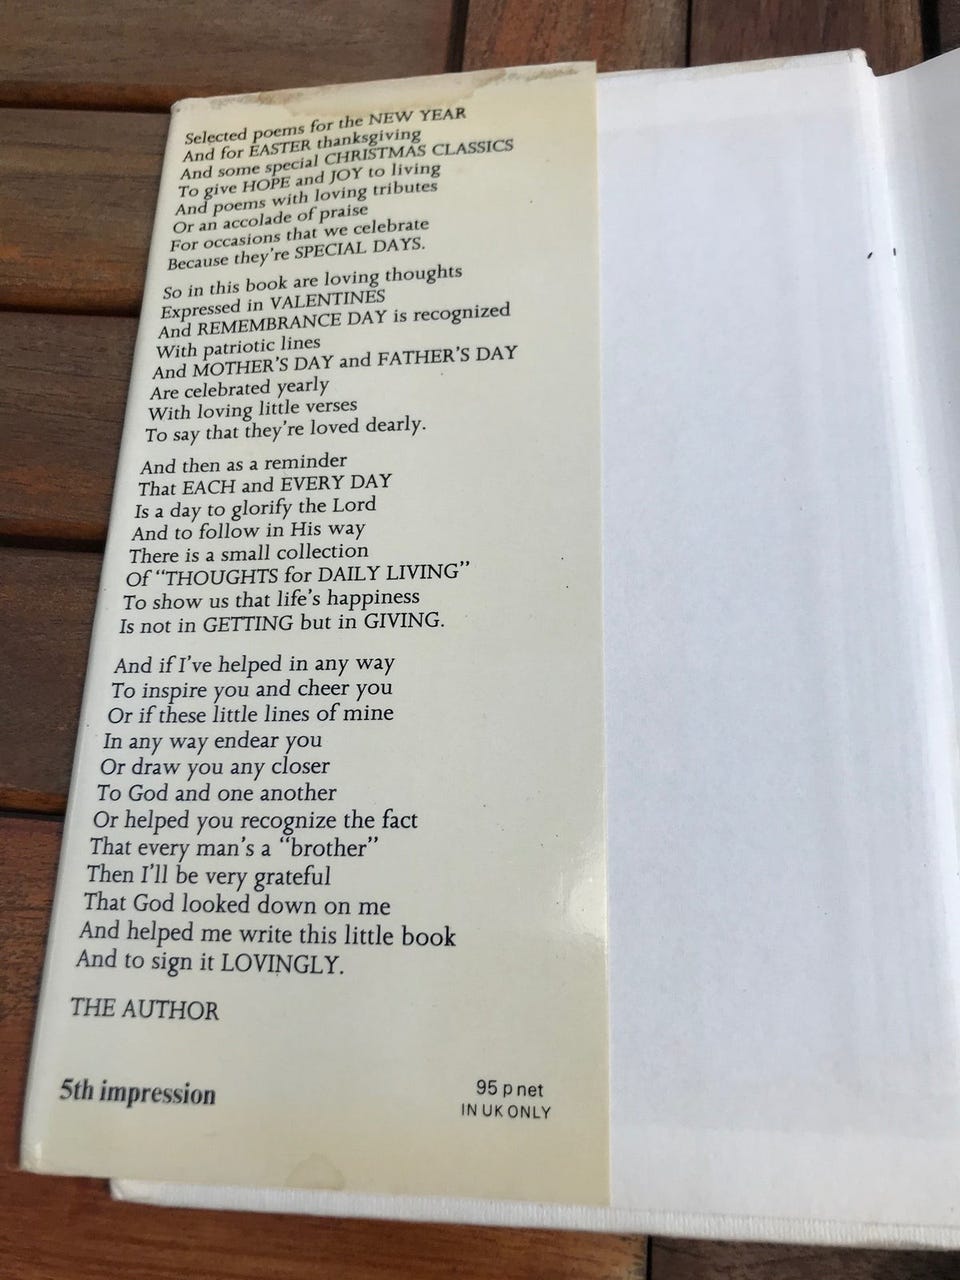 Selected poems for the NEW YEAR
And for EASTER thanksgiving
And some special CHRISTMAS CLASSICS
To give HOPE and JOY to living
And poems with loving tributes
Or an accolade of praise
For occasions that we celebrate
Because they're SPECIAL DAYS.
So in this book are loving thoughts
Expressed in VALENTINES
And REMEMBRANCE DAY is recognized
With patriotic lines
And MOTHER'S DAY and FATHER'S DAY
Are celebrated yearly
With loving little verses
To say that they're loved dearly.
And then as a reminder
That EACH and EVERY DAY
Is a day to glorify the Lord
And to follow in His way
There is a small collection
Of "THOUGHTS for DAILY LIVING"
To show us that life's happiness
Is not in GETTING but in GIVING.
And if I've helped in any way
To inspire you and cheer you
Or if these little lines of mine
In any way endear you
Or draw you any closer
To God and one another
Or helped you recognize the fact
That every man's a "brother"
Then I'll be very grateful
That God looked down on me
And helped me write this little book
And to sign it LOVINGLY.
THE AUTHOR
5th impression
95 p net
IN UK ONLY